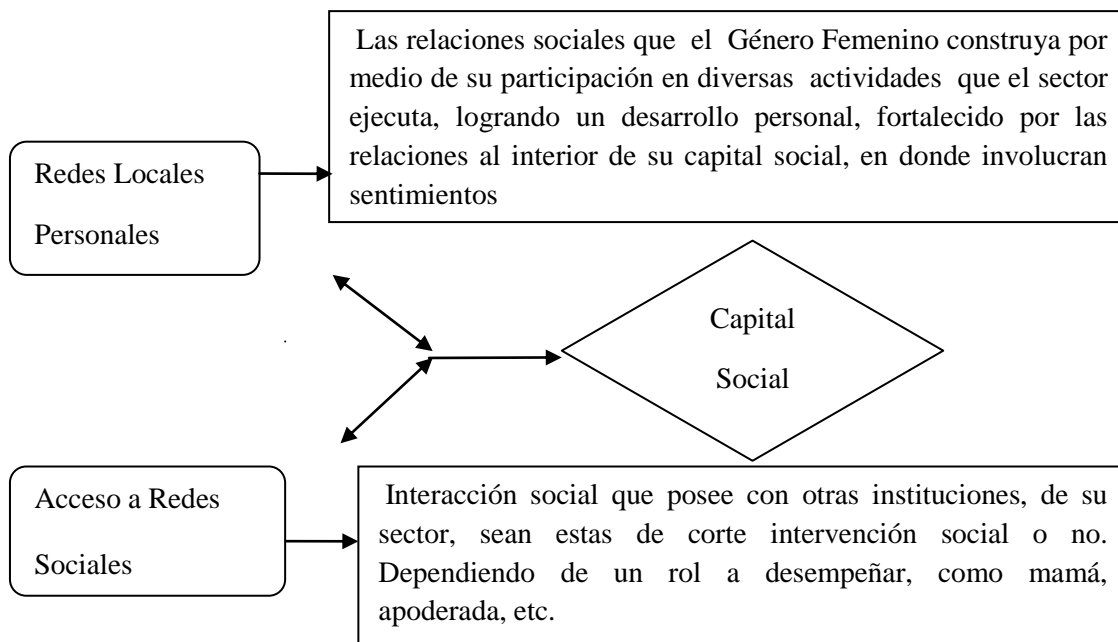 Las relaciones sociales que el Género Femenino construya por
medio de su participación en diversas actividades que el sector
ejecuta, logrando un desarrollo personal, fortalecido por las
relaciones al interior de su capital social, en donde involucran
sentimientos
Redes Locales
Personales
Capital
Social
Acceso a Redes
Sociales
Interacción social que posee con otras instituciones, de su
sector, sean estas de corte intervención social o no.
Dependiendo de un rol a desempeñar, como mamá,
apoderada, etc.